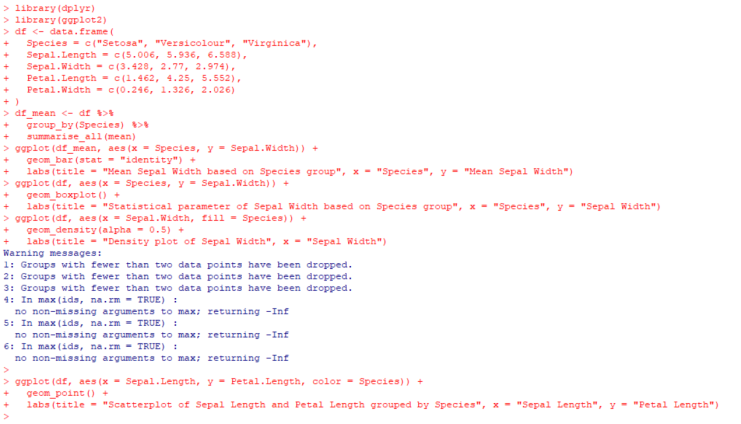 > library(dplyr)
> library(ggplot2)
> df <- data.frame(
+   Species = c("Setosa", "Versicolour", "Virginica"),
+   Sepal.Length = c(5.006, 5.936, 6.588),
+   Sepal.Width = c(3.428, 2.77, 2.974),
+   Petal.Length = c(1.462, 4.25, 5.552),
+   Petal.Width = c(0.246, 1.326, 2.026)
+ )
> df_mean <- df %>%
+   group_by(Species) %>%
+   summarise_all(mean)
> ggplot(df_mean, aes(x = Species, y = Sepal.Width)) +
+   geom_bar(stat = "identity") +
+   labs(title = "Mean Sepal Width based on Species group", x = "Species", y = "Mean Sepal Width")
> ggplot(df, aes(x = Species, y = Sepal.Width)) +
+   geom_boxplot() +
+   labs(title = "Statistical parameter of Sepal Width based on Species group", x = "Species", y = "Sepal Width")
> ggplot(df, aes(x = Sepal.Width, fill = Species)) +
+   geom_density(alpha = 0.5) +
+   labs(title = "Density plot of Sepal Width", x = "Sepal Width")
Warning messages:
1: Groups with fewer than two data points have been dropped.
2: Groups with fewer than two data points have been dropped.
3: Groups with fewer than two data points have been dropped.
4: In max(ids, na.rm = TRUE) :
  no non-missing arguments to max; returning -Inf
5: In max(ids, na.rm = TRUE) :
  no non-missing arguments to max; returning -Inf
6: In max(ids, na.rm = TRUE) :
  no non-missing arguments to max; returning -Inf
>
> ggplot(df, aes(x = Sepal.Length, y = Petal.Length, color = Species)) +
+   geom_point() +
+   labs(title = "Scatterplot of Sepal Length and Petal Length grouped by Species", x = "Sepal Length", y = "Petal Length")
>